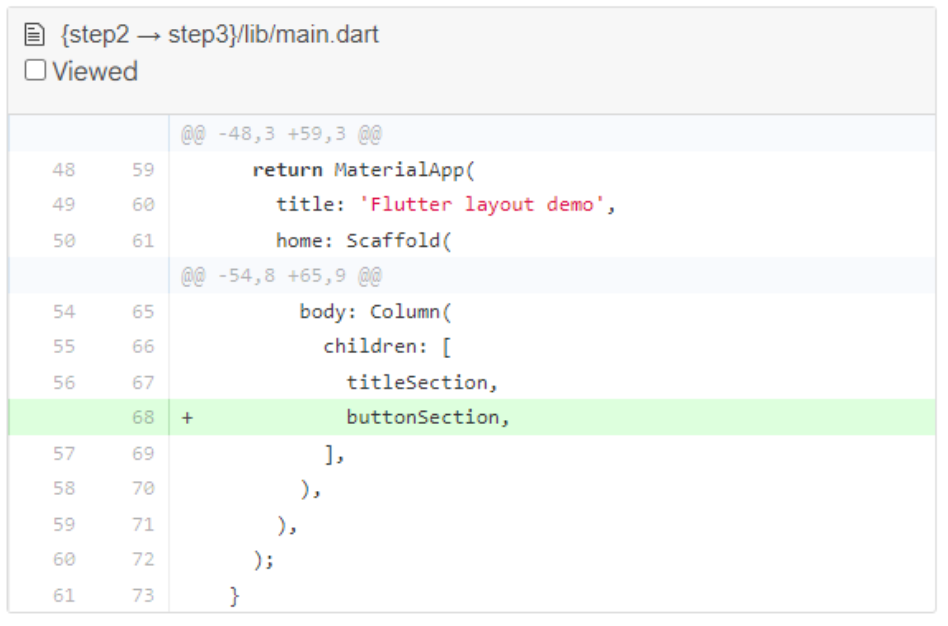 {step2 → step3}/lib/main.dart
Viewed
@@ -48,3 +59,3 @@
48 59 return MaterialApp(
49 60 title: 'Flutter layout demo',
50 61 home: Scaffold(
@@ -54,8 +65,9 @@
54 65 body: Column(
55 66 children: [
56 67 titleSection,
68 + buttonSection,
57 69 ],
58 70 ),
59 71 ),
60 72 );
61 73 }